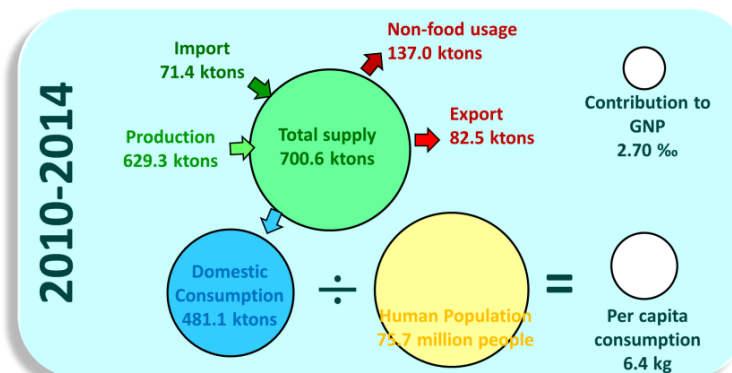 2010-2014
Import
71.4 ktons
Production
629.3 ktons
Total supply
700.6 ktons
Non-food usage
137.0 ktons
Export
82.5 ktons
Contribution to
GNP
2.70 ‰
Domestic
Consumption
481.1 ktons
÷
Human Population
75.7 million people
=
Per capita
consumption
6.4 kg